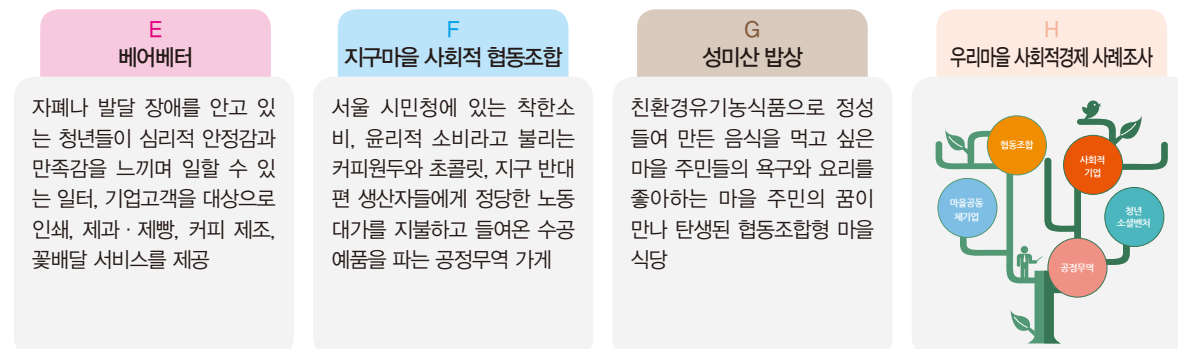 E
베어베터
자폐나 발달 장애를 안고 있
는 청년들이 심리적 안정감과
만족감을 느끼며 일할 수 있
는 일터, 기업고객을 대상으로
인쇄, 제과 · 제빵, 커피 제조,
꽃배달 서비스를 제공
F
지구마을 사회적 협동조합
서울 시민청에 있는 착한소
비, 윤리적 소비라고 불리는
커피원두와 초콜릿, 지구 반대
편 생산자들에게 정당한 노동
대가를 지불하고 들여온 수공
예품을 파는 공정무역 가게
G
성미산 밥상
친환경유기농식품으로 정성
들여 만든 음식을 먹고 싶은
마을 주민들의 욕구와 요리를
좋아하는 마을 주민의 꿈이
만나 탄생된 협동조합형 마을
식당
H
우리마을 사회적경제 사례조사
협동조합
사회적
기업
마을공동
체기업
청년
소셜벤처
공정무역